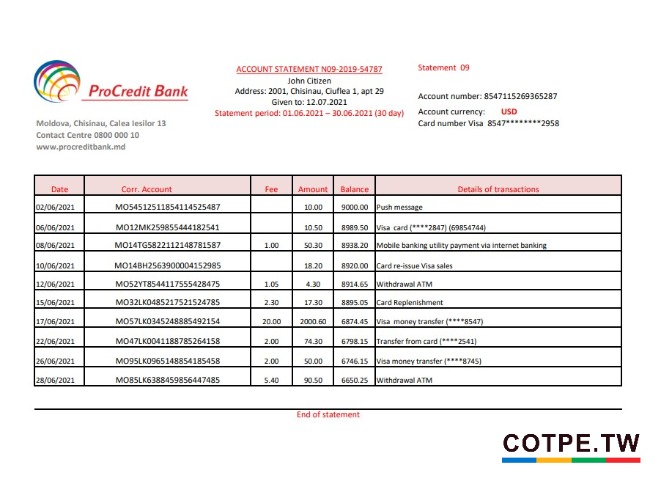 ProCredit Bank
Moldova, Chisinau, Calea Iesilor 13
Contact Centre 0800 000 10
www.procreditbank.md
ACCOUNT STATEMENT N09-2019-54787
John Citizen
Address: 2001, Chisinau, Ciuflea 1, apt 29
Given to: 12.07.2021
Statement period: 01.06.2021 – 30.06.2021 (30 day)
Statement 09
Account number: 8547115269365287
Account currency: USD
Card number Visa 8547********2958
Date Corr. Account Fee Amount Balance Details of transactions
02/06/2021 MO54512511854114525487 10.00 9000.00 Push message
06/06/2021 MO12MK259855444182541 10.50 8989.50 Visa card (****2847) (69854744)
08/06/2021 MO14TG5822112148781587 1.00 50.30 8938.20 Mobile banking utility payment via internet banking
10/06/2021 MO14BH2563900004152985 18.20 8920.00 Card re-issue Visa sales
12/06/2021 MO52YT8544117555428475 1.05 4.30 8914.65 Withdrawal ATM
15/06/2021 MO32LK0485217521524785 2.30 17.30 8895.05 Card Replenishment
17/06/2021 MO57LK0345248885492154 20.00 2000.60 6874.45 Visa money transfer (****8547)
22/06/2021 MO47LK0041188785264158 2.00 74.30 6798.15 Transfer from card (****2541)
26/06/2021 MO95LK0965148854185458 2.00 50.00 6746.15 Visa money transfer (****8745)
28/06/2021 MO85LK6388459856447485 5.40 90.50 6650.25 Withdrawal ATM
End of statement
COTPE.TW